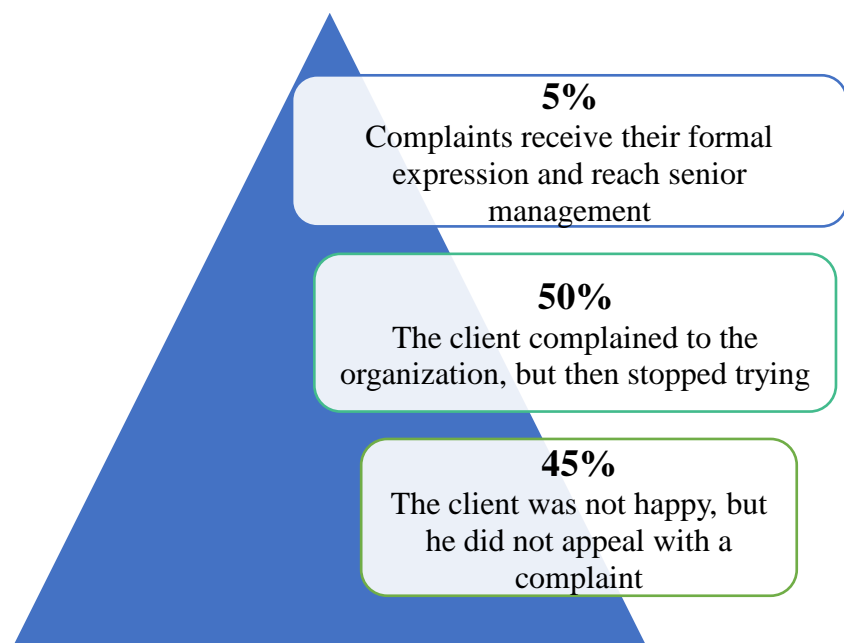 5%
Complaints receive their formal
expression and reach senior
management
50%
The client complained to the
organization, but then stopped trying
45%
The client was not happy, but
he did not appeal with a
complaint